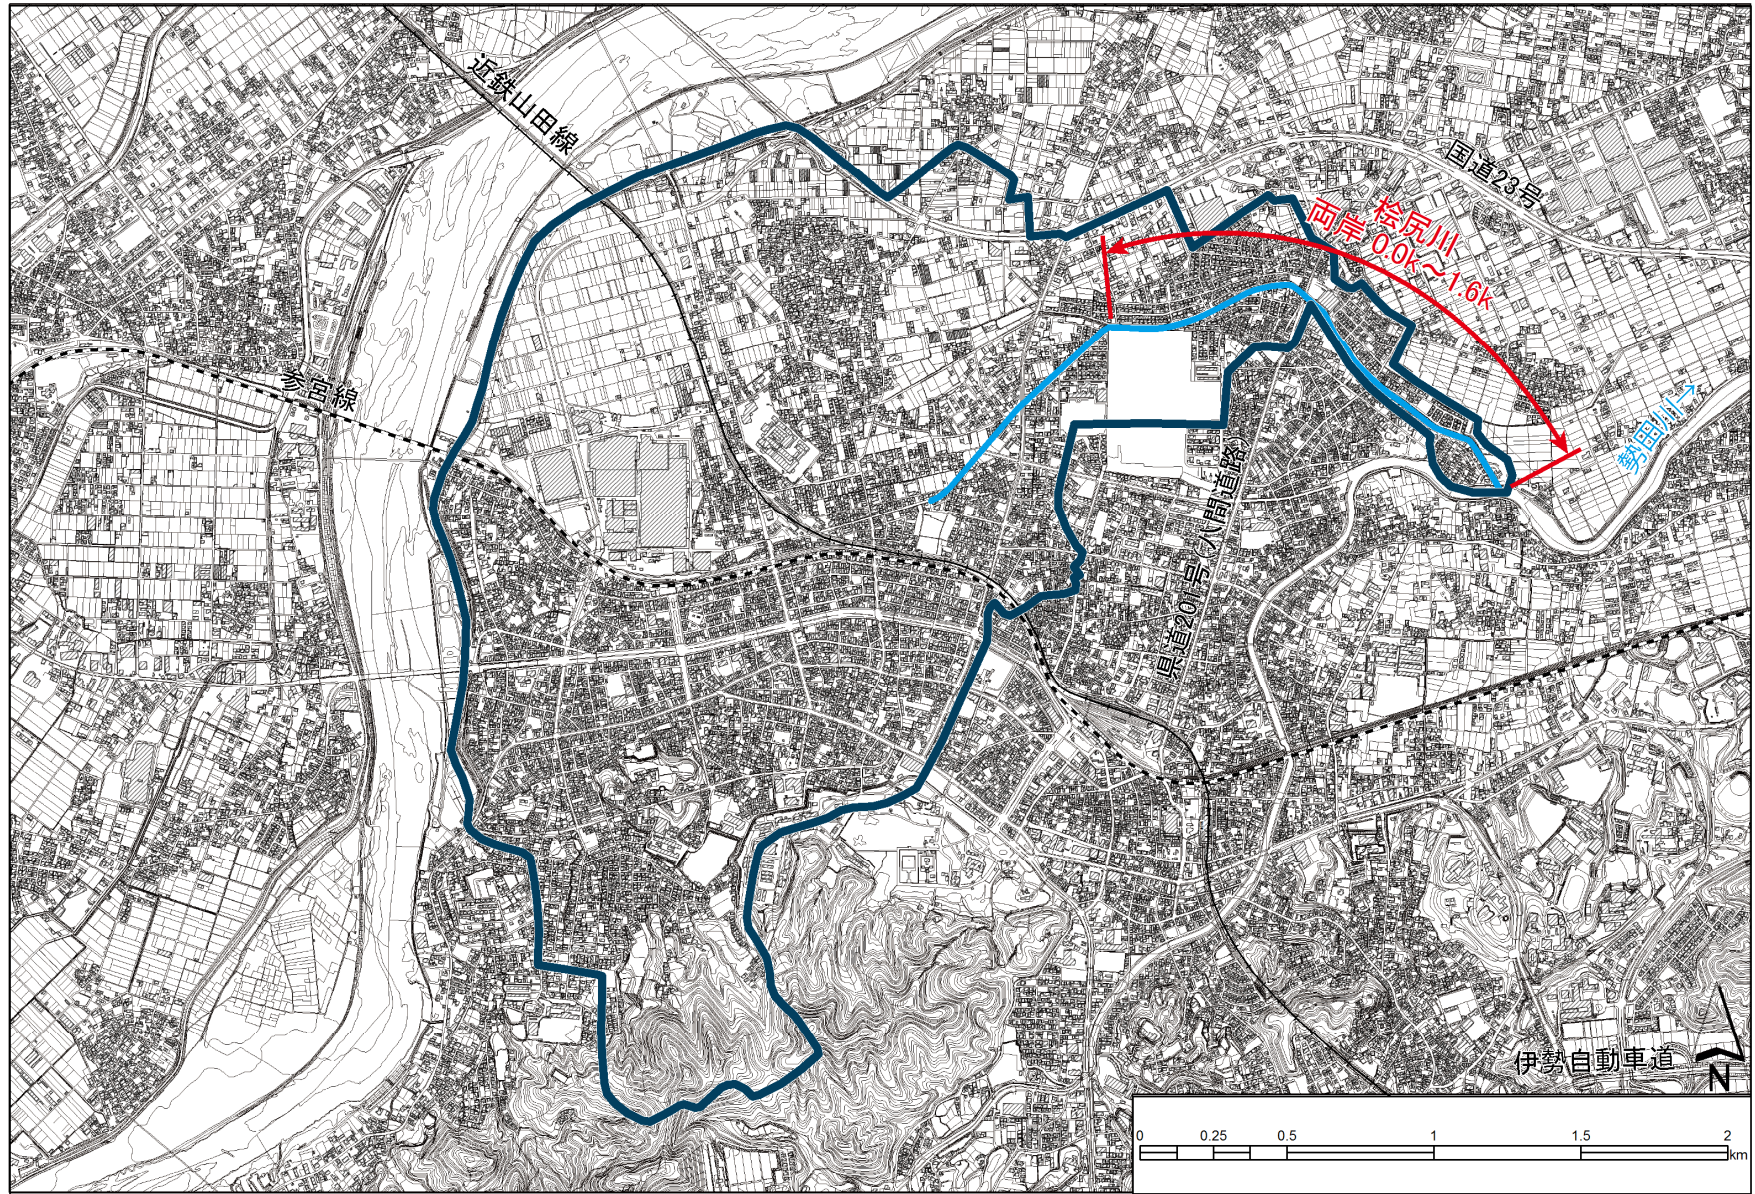 近鉄山田線
国道23号
桧尻川
両岸 0.0k～1.6k
参宮線
勢田川→
県道201号(八間道路)
伊勢自動車道
N
0 0.25 0.5 1 1.5 2
km